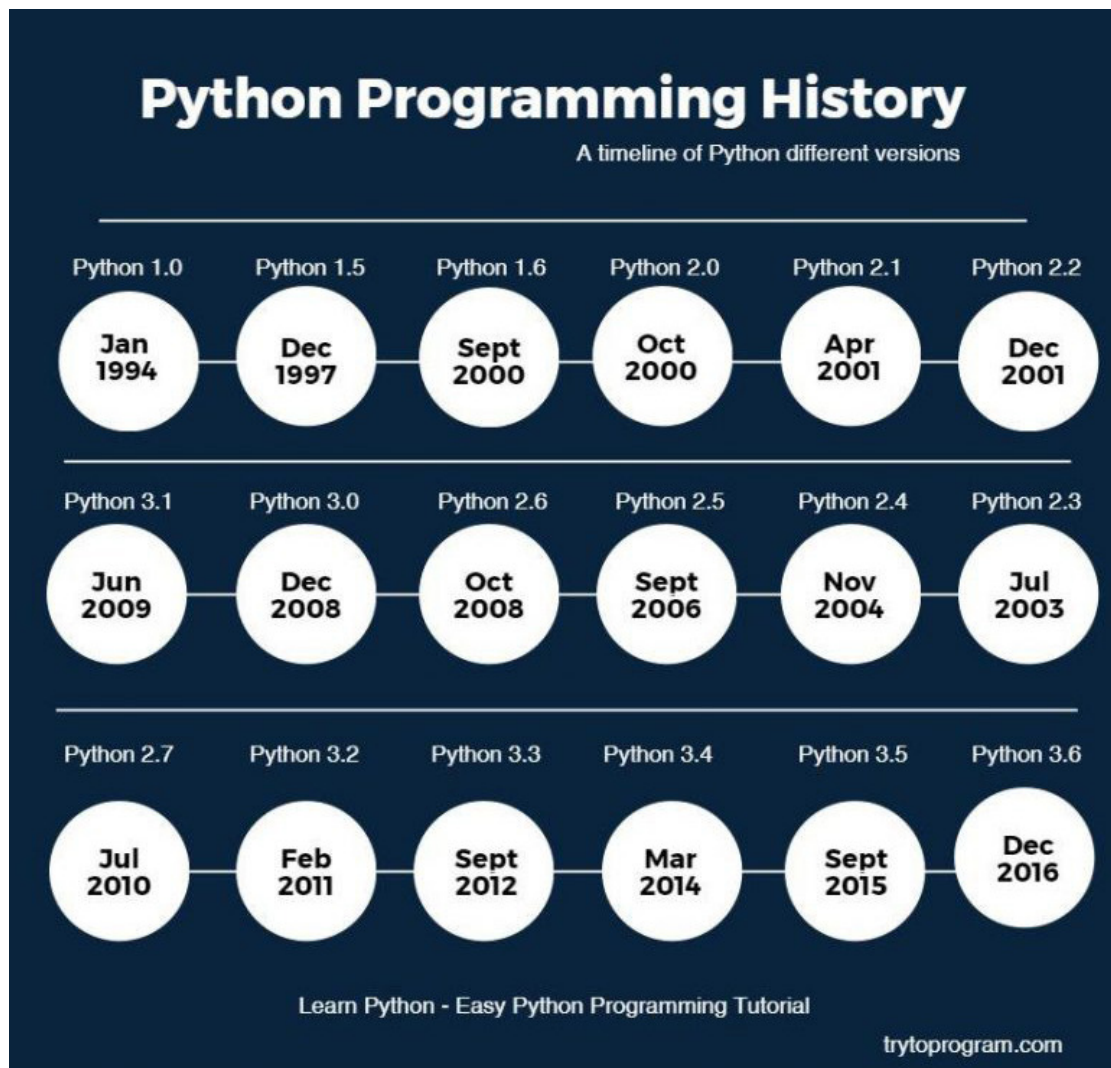 Python Programming History
A timeline of Python different versions
Python 1.0
Python 1.5
Python 1.6
Python 2.0
Python 2.1
Python 2.2
Jan
1994
Dec
1997
Sept
2000
Oct
2000
Apr
2001
Dec
2001
Python 3.1
Python 3.0
Python 2.6
Python 2.5
Python 2.4
Python 2.3
Jun
2009
Dec
2008
Oct
2008
Sept
2006
Nov
2004
Jul
2003
Python 2.7
Python 3.2
Python 3.3
Python 3.4
Python 3.5
Python 3.6
Jul
2010
Feb
2011
Sept
2012
Mar
2014
Sept
2015
Dec
2016
Learn Python - Easy Python Programming Tutorial
trytoprogram.com